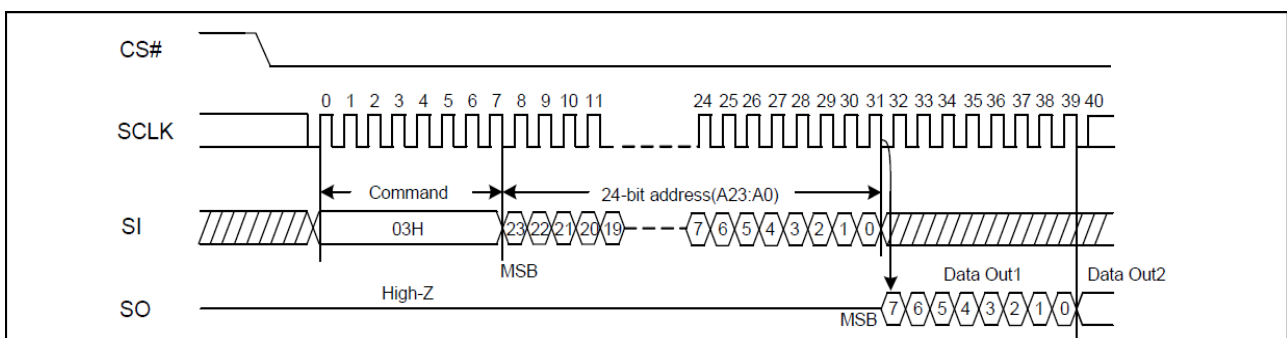 CS#
0 1 2 3 4 5 6 7 8 9 10 11 24 25 26 27 28 29 30 31 32 33 34 35 36 37 38 39 40
SCLK
Command 24-bit address(A23:A0)
SI 03H 23 22 21 20 19 7 6 5 4 3 2 1 0
MSB Data Out1 Data Out2
High-Z
SO MSB 7 6 5 4 3 2 1 0